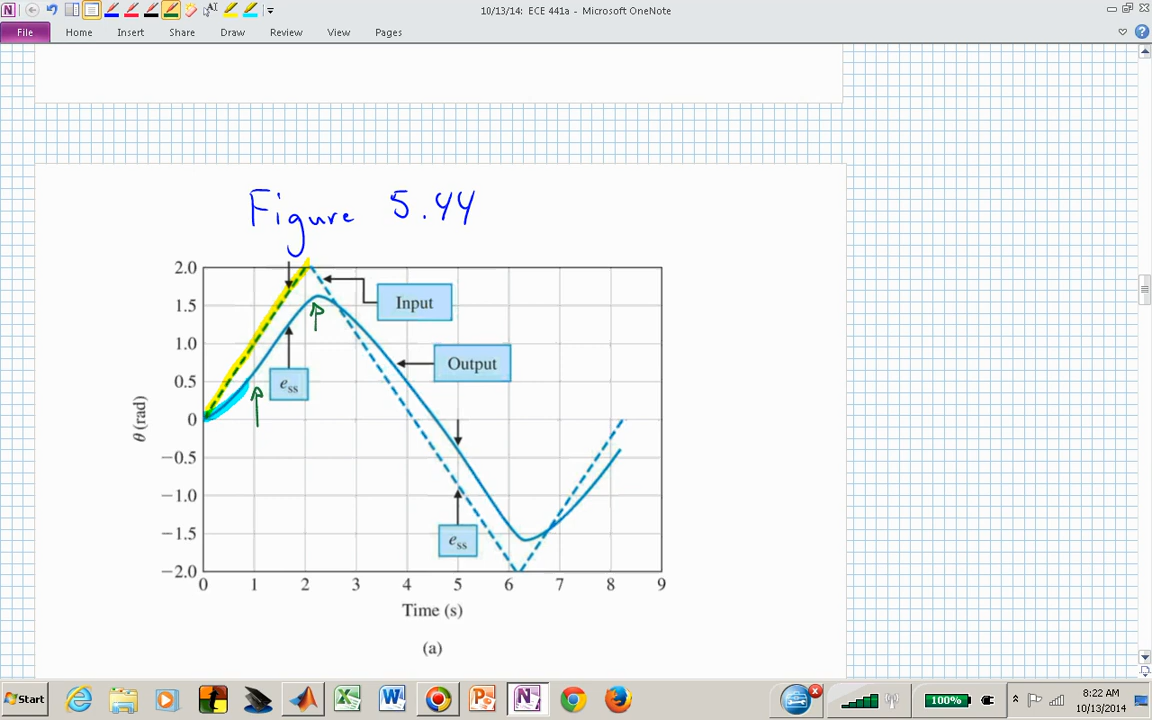 10/13/14: ECE 441a - Microsoft OneNote
File Home Insert Share Draw Review View Pages
Figure 5.44
2.0
1.5
1.0
0.5
0
−0.5
−1.0
−1.5
−2.0
θ (rad)
Input
Output
ess
ess
0 1 2 3 4 5 6 7 8 9
Time (s)
(a)
Start
100%
8:22 AM
10/13/2014